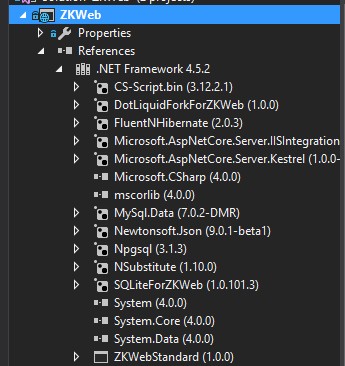 ZKWeb
Properties
References
.NET Framework 4.5.2
CS-Script.bin (3.12.2.1)
DotLiquidForkForZKWeb (1.0.0)
FluentNHibernate (2.0.3)
Microsoft.AspNetCore.Server.IISIntegration
Microsoft.AspNetCore.Server.Kestrel (1.0.0-
Microsoft.CSharp (4.0.0)
mscorlib (4.0.0)
MySql.Data (7.0.2-DMR)
Newtonsoft.Json (9.0.1-beta1)
Npgsql (3.1.3)
NSubstitute (1.10.0)
SQLiteForZKWeb (1.0.101.3)
System (4.0.0)
System.Core (4.0.0)
System.Data (4.0.0)
ZKWebStandard (1.0.0)